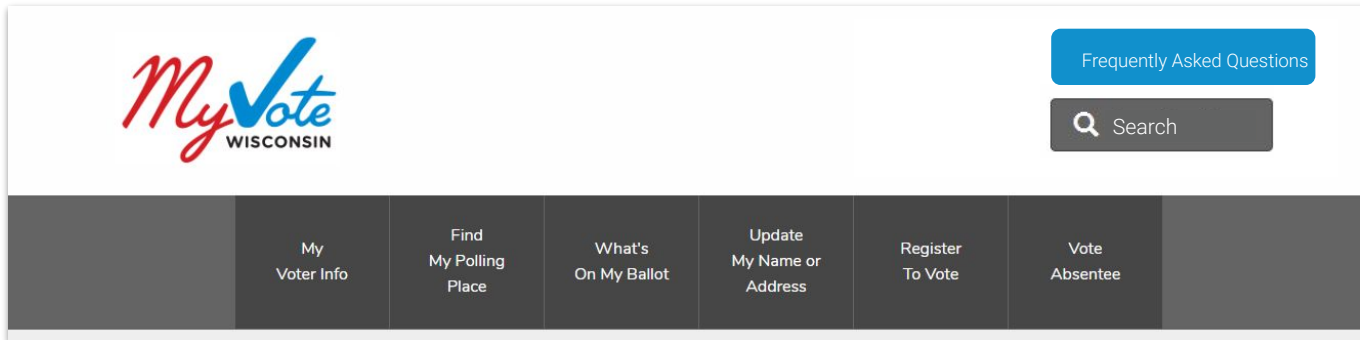 MyVote
WISCONSIN
Frequently Asked Questions
Search
My
Voter Info
Find
My Polling
Place
What's
On My Ballot
Update
My Name or
Address
Register
To Vote
Vote
Absentee